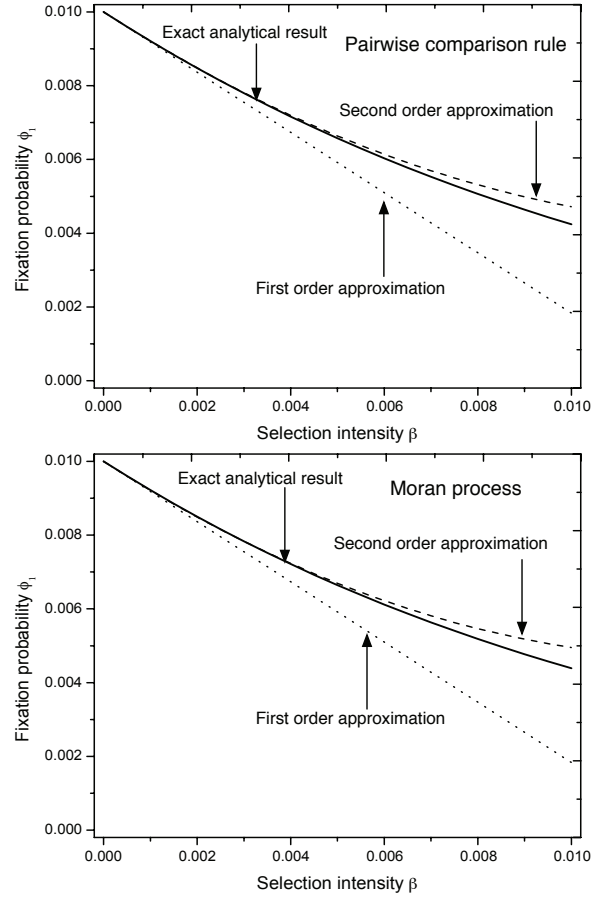 0.010
Exact analytical result
Pairwise comparison rule
0.008
Second order approximation
0.006
Fixation probability ϕ₁
0.004
First order approximation
0.002
0.000
0.000 0.002 0.004 0.006 0.008 0.010
Selection intensity β
0.010
Exact analytical result
Moran process
0.008
Second order approximation
0.006
Fixation probability ϕ₁
0.004
First order approximation
0.002
0.000
0.000 0.002 0.004 0.006 0.008 0.010
Selection intensity β